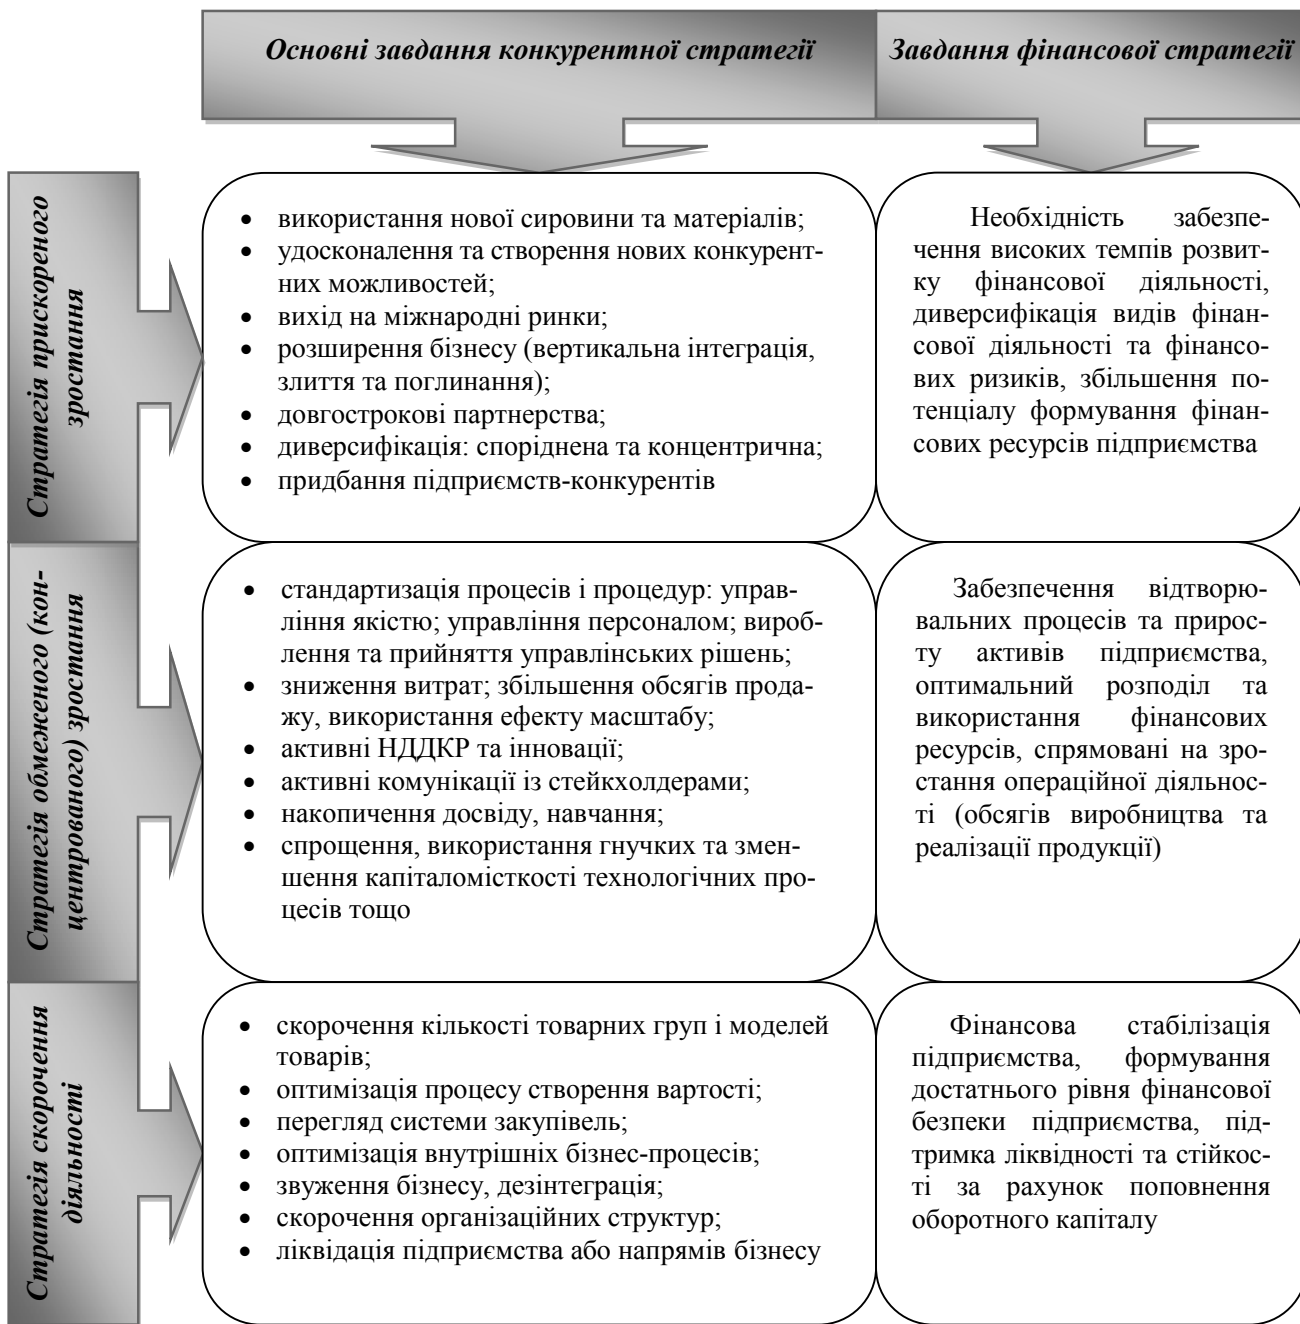 Основні завдання конкурентної стратегії
Завдання фінансової стратегії
Стратегія прискореного
зростання
• використання нової сировини та матеріалів;
• удосконалення та створення нових конкурент-
них можливостей;
• вихід на міжнародні ринки;
• розширення бізнесу (вертикальна інтеграція,
злиття та поглинання);
• довгострокові партнерства;
• диверсифікація: споріднена та концентрична;
• придбання підприємств-конкурентів
Необхідність забезпе-
чення високих темпів розвит-
ку фінансової діяльності,
диверсифікація видів фінан-
сової діяльності та фінансо-
вих ризиків, збільшення по-
тенціалу формування фінан-
сових ресурсів підприємства
Стратегія обмеженого (кон-
центрованого) зростання
• стандартизація процесів і процедур: управ-
ління якістю; управління персоналом; вироб-
лення та прийняття управлінських рішень;
• зниження витрат; збільшення обсягів прода-
жу, використання ефекту масштабу;
• активні НДДКР та інновації;
• активні комунікації із стейкхолдерами;
• накопичення досвіду, навчання;
• спрощення, використання гнучких та змен-
шення капіталомісткості технологічних про-
цесів тощо
Забезпечення відтворю-
вальних процесів та прирос-
ту активів підприємства,
оптимальний розподіл та
використання фінансових
ресурсів, спрямовані на зро-
стання операційної діяльнос-
ті (обсягів виробництва та
реалізації продукції)
Стратегія скорочення
діяльності
• скорочення кількості товарних груп і моделей
товарів;
• оптимізація процесу створення вартості;
• перегляд системи закупівель;
• оптимізація внутрішніх бізнес-процесів;
• звуження бізнесу, дезінтеграція;
• скорочення організаційних структур;
• ліквідація підприємства або напрямів бізнесу
Фінансова стабілізація
підприємства, формування
достатнього рівня фінансової
безпеки підприємства, під-
тримка ліквідності та стійкос-
ті за рахунок поповнення
оборотного капіталу